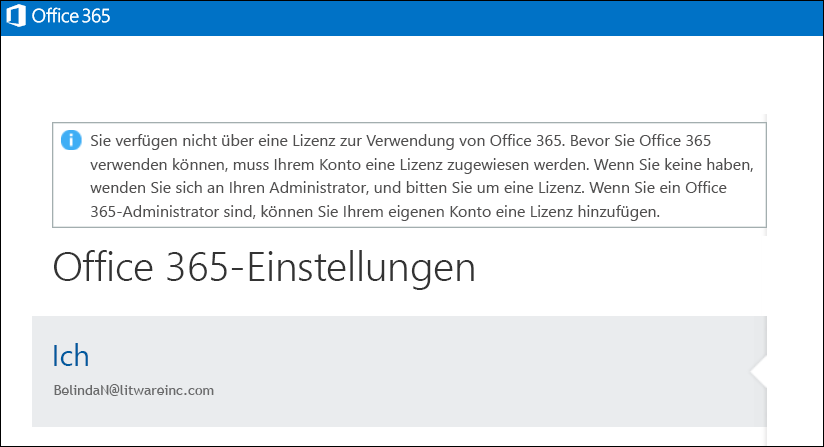 Office 365
Sie verfügen nicht über eine Lizenz zur Verwendung von Office 365. Bevor Sie Office 365
verwenden können, muss Ihrem Konto eine Lizenz zugewiesen werden. Wenn Sie keine haben,
wenden Sie sich an Ihren Administrator, und bitten Sie um eine Lizenz. Wenn Sie ein Office
365-Administrator sind, können Sie Ihrem eigenen Konto eine Lizenz hinzufügen.
Office 365-Einstellungen
Ich
BelindaN@litwareinc.com